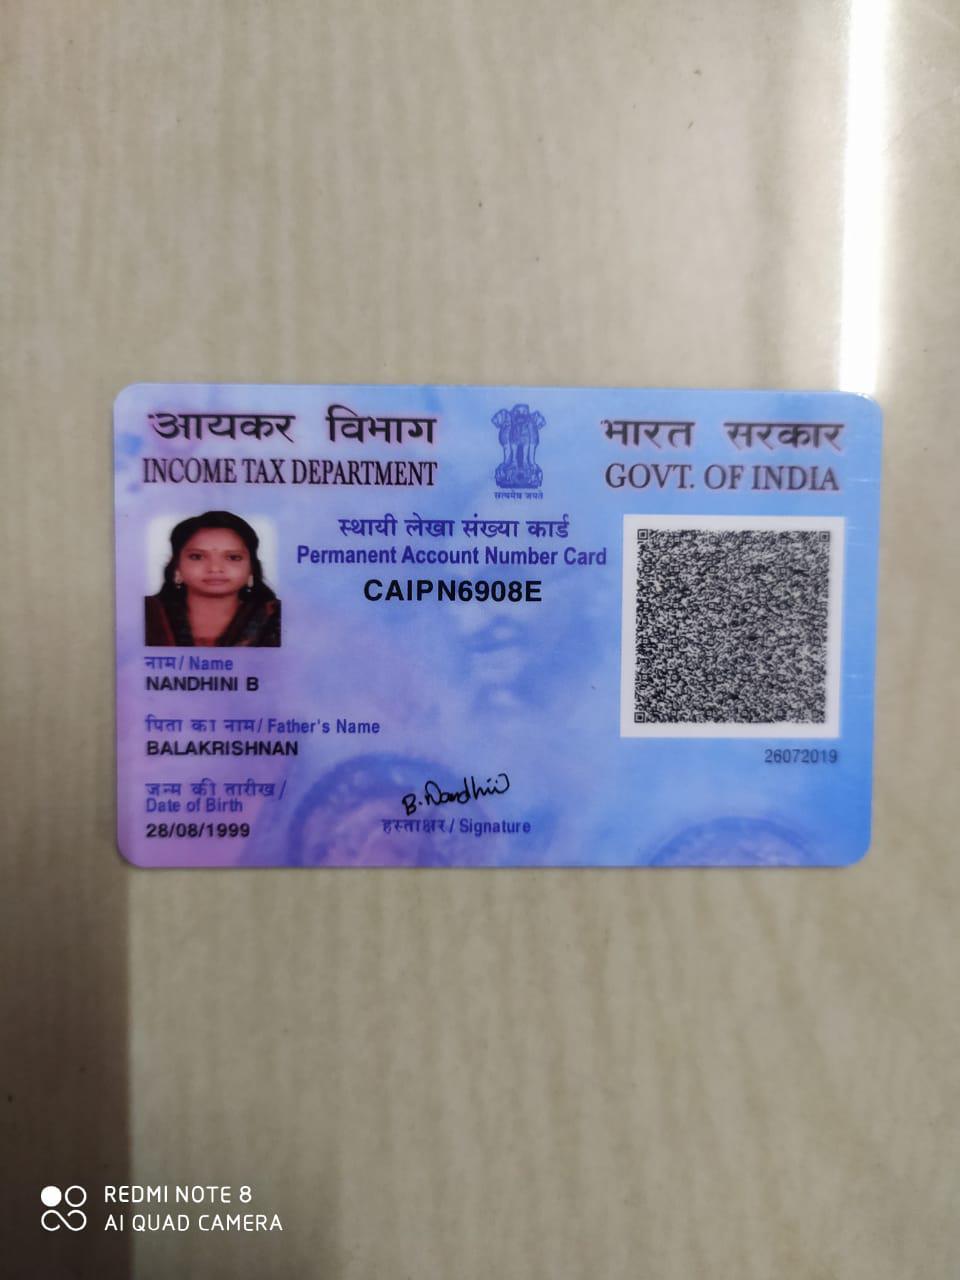 आयकर विभाग
INCOME TAX DEPARTMENT
सत्यमेव जयते
भारत सरकार
GOVT. OF INDIA
स्थायी लेखा संख्या कार्ड
Permanent Account Number Card
CAIPN6908E
नाम / Name
NANDHINI B
पिता का नाम / Father's Name
BALAKRISHNAN
जन्म की तारीख /
Date of Birth
28/08/1999
B. Nandhini
हस्ताक्षर / Signature
26072019
REDMI NOTE 8
AI QUAD CAMERA